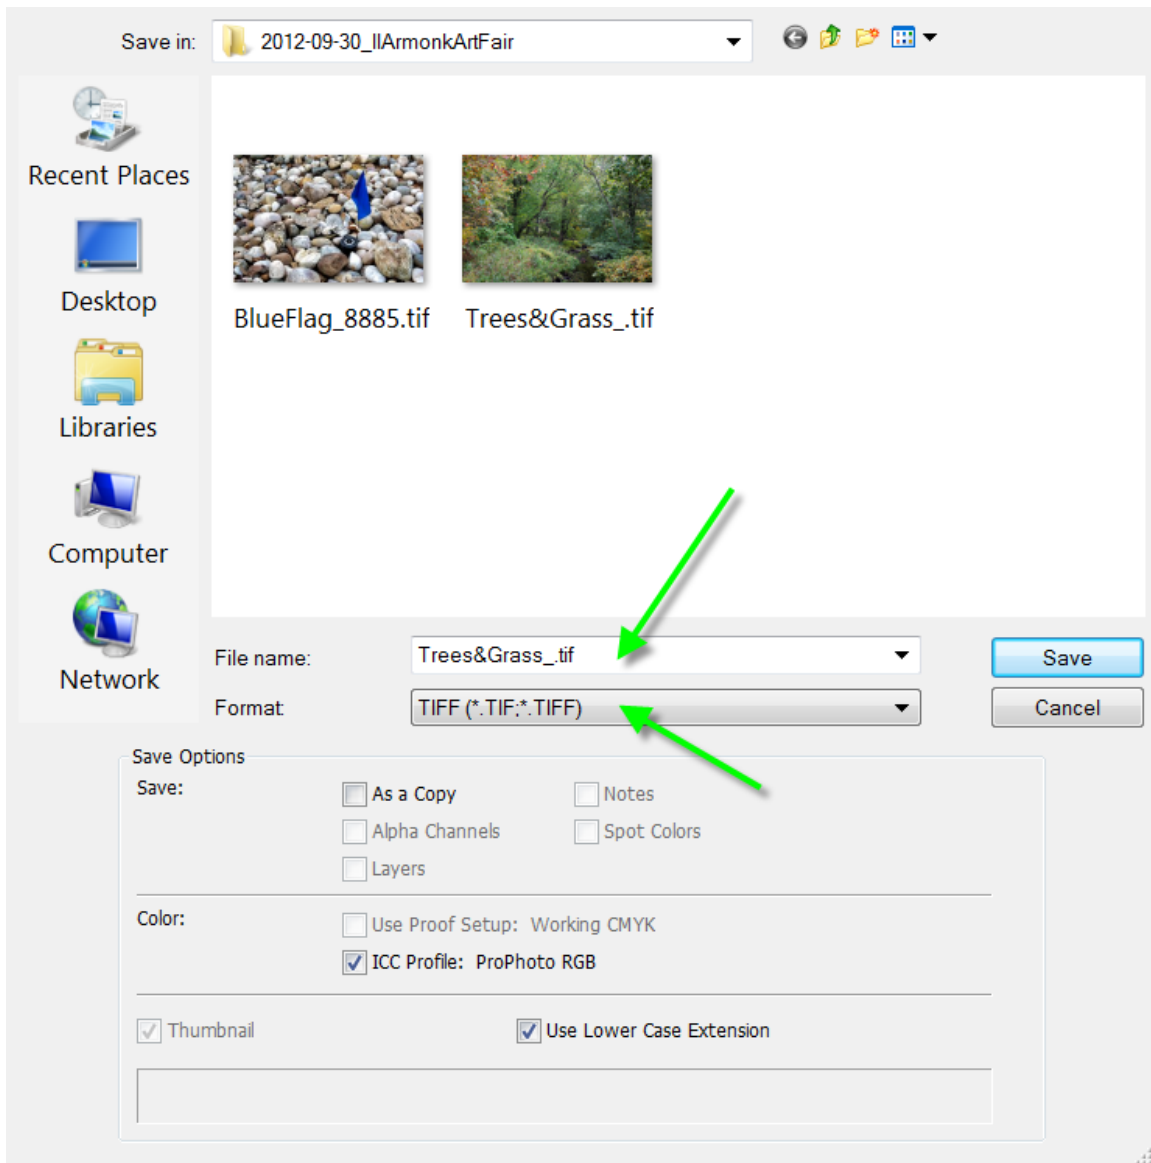 Save in: 2012-09-30_IIArmonkArtFair
Recent Places
Desktop
Libraries
Computer
Network
BlueFlag_8885.tif Trees&Grass_.tif
File name: Trees&Grass_.tif Save
Format: TIFF (*.TIF;*.TIFF) Cancel
Save Options
Save: As a Copy Notes
Alpha Channels Spot Colors
Layers
Color: Use Proof Setup: Working CMYK
ICC Profile: ProPhoto RGB
Thumbnail Use Lower Case Extension